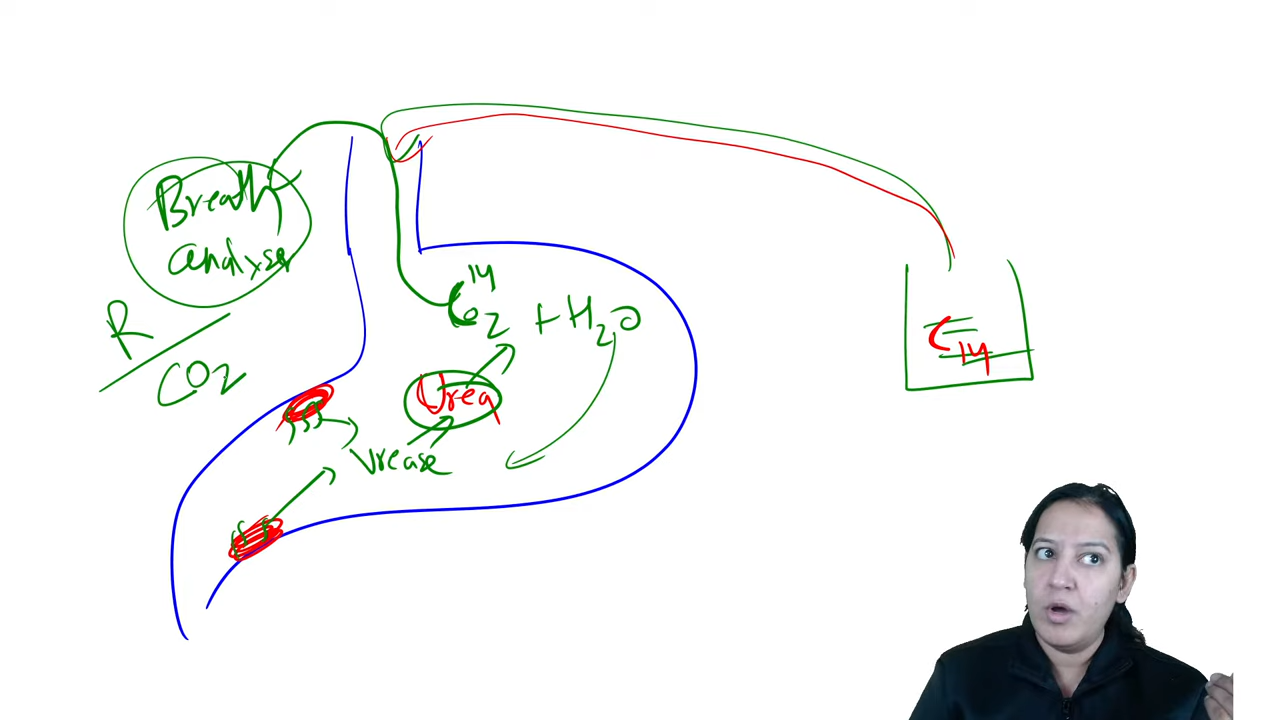 Breath
analyser
R
CO2
C14O2 + H2O
Urea
Urease
C14